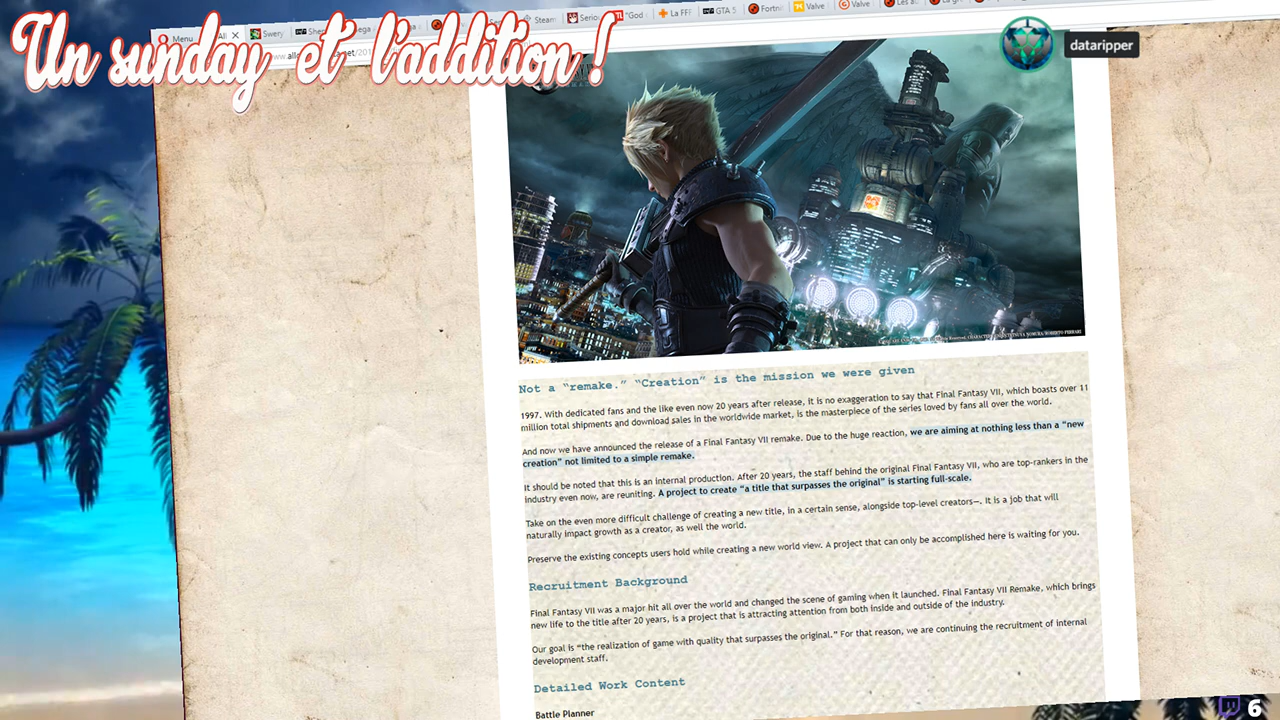 Un sunday et l'addition !
Menu
Swery
Steam
"God
La FF
GTA 5
Fortni
Valve
Valve
dataripper
Not a “remake.” “Creation” is the mission we were given
1997. With dedicated fans and the like even now 20 years after release, it is no exaggeration to say that Final Fantasy VII, which boasts over 11
million total shipments and download sales in the worldwide market, is the masterpiece of the series loved by fans all over the world.
And now we have announced the release of a Final Fantasy VII remake. Due to the huge reaction, we are aiming at nothing less than a “new
creation” not limited to a simple remake.
It should be noted that this is an internal production. After 20 years, the staff behind the original Final Fantasy VII, who are top-rankers in the
industry even now, are reuniting. A project to create “a title that surpasses the original” is starting full-scale.
Take on the even more difficult challenge of creating a new title, in a certain sense, alongside top-level creators—. It is a job that will
naturally impact growth as a creator, as well the world.
Preserve the existing concepts users hold while creating a new world view. A project that can only be accomplished here is waiting for you.
Recruitment Background
Final Fantasy VII was a major hit all over the world and changed the scene of gaming when it launched. Final Fantasy VII Remake, which brings
new life to the title after 20 years, is a project that is attracting attention from both inside and outside of the industry.
Our goal is “the realization of game with quality that surpasses the original.” For that reason, we are continuing the recruitment of internal
development staff.
Detailed Work Content
Battle Planner
6